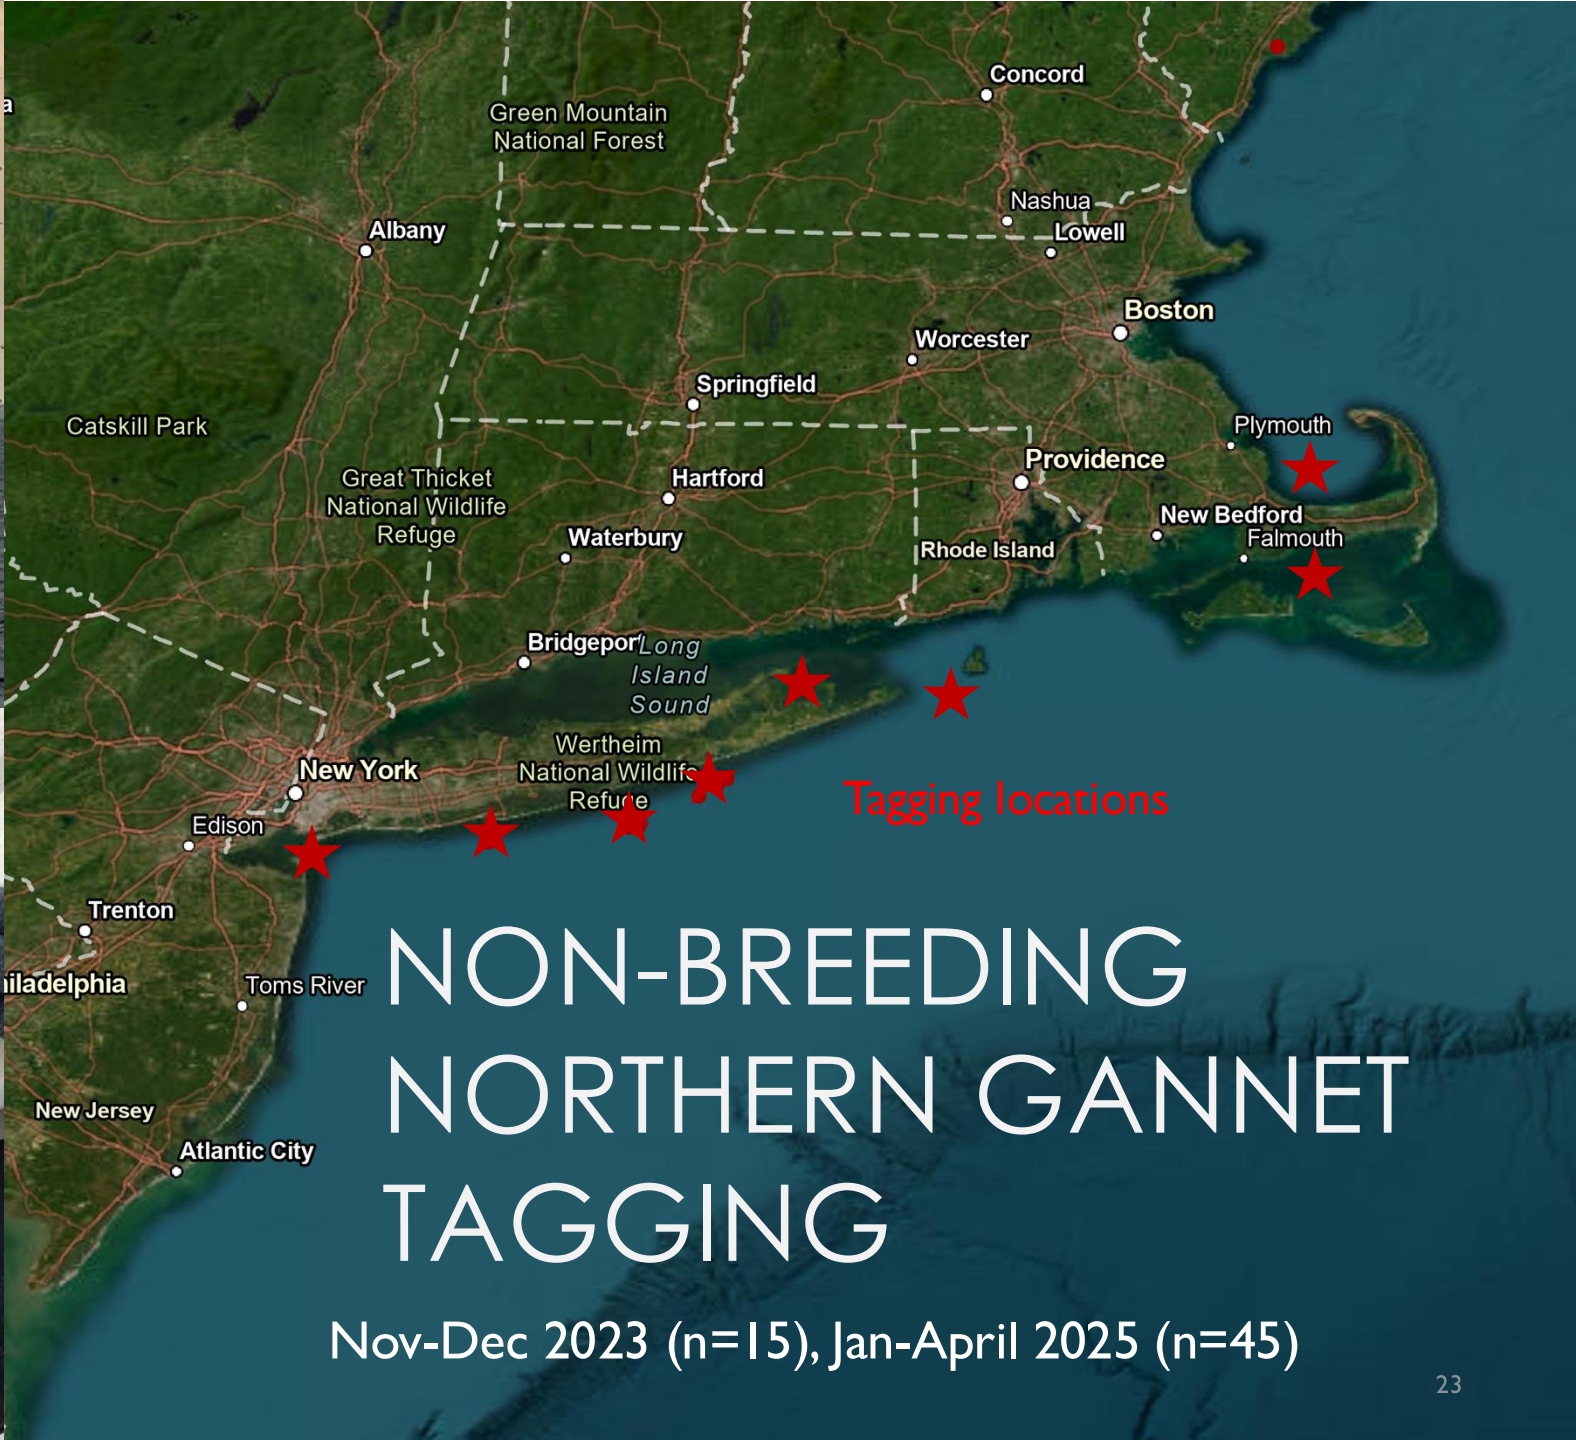 a
Concord
Green Mountain
National Forest
Nashua
Lowell
Albany
Boston
Worcester
Springfield
Catskill Park
Plymouth
Providence
Great Thicket
National Wildlife
Refuge
Hartford
New Bedford
Falmouth
Waterbury
Rhode Island
Bridgepor
Long
Island
Sound
Wertheim
National Wildlife
Refuge
New York
Tagging locations
Edison
Trenton
iladelphia
Toms River
NON-BREEDING
NORTHERN GANNET
TAGGING
New Jersey
Atlantic City
Nov-Dec 2023 (n=15), Jan-April 2025 (n=45)
23